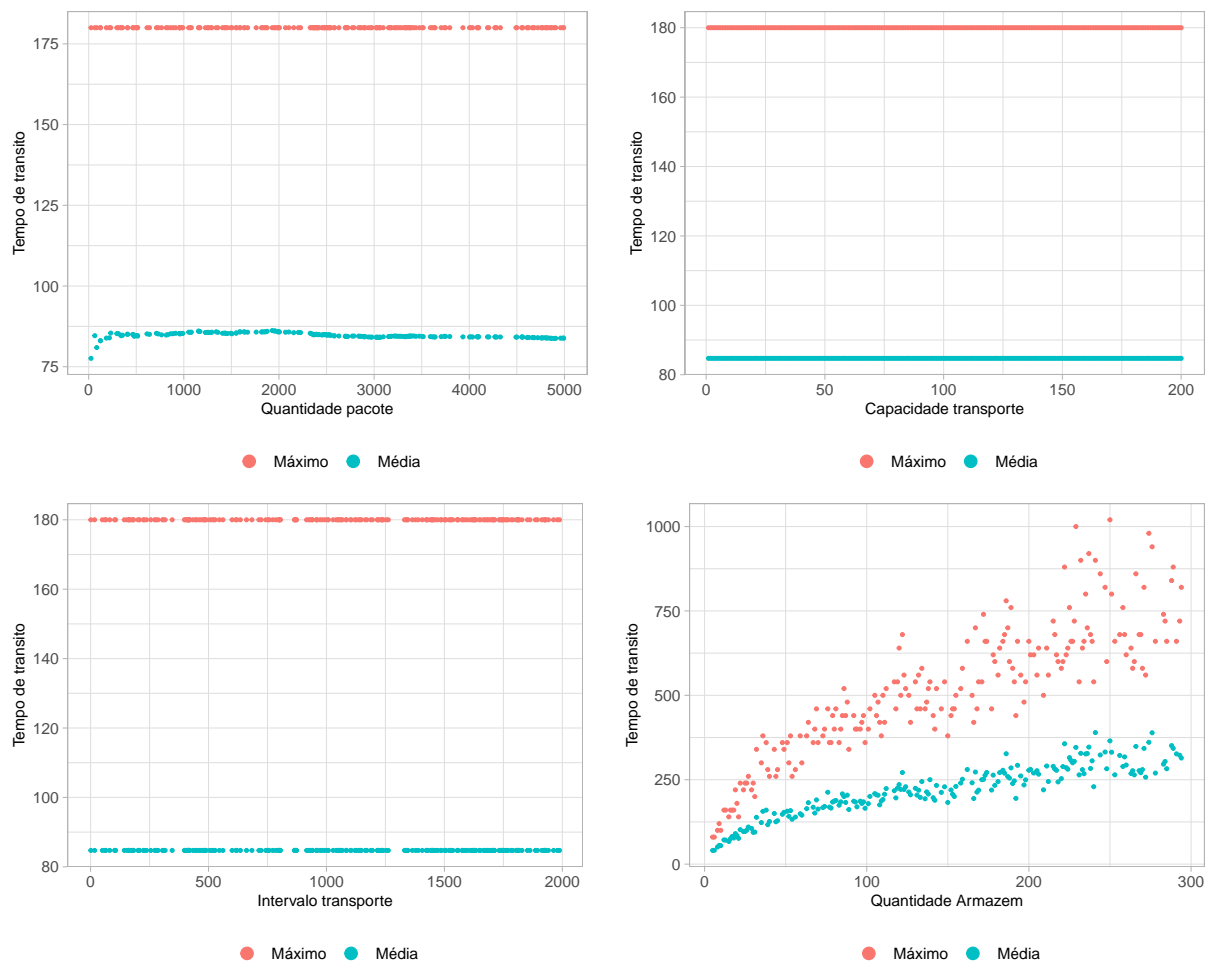 175
150
125
100
75
Tempo de transito
0 1000 2000 3000 4000 5000
Quantidade pacote
Máximo Média
180
160
140
120
100
80
Tempo de transito
0 50 100 150 200
Capacidade transporte
Máximo Média
180
160
140
120
100
80
Tempo de transito
0 500 1000 1500 2000
Intervalo transporte
Máximo Média
1000
750
500
250
0
Tempo de transito
0 100 200 300
Quantidade Armazem
Máximo Média